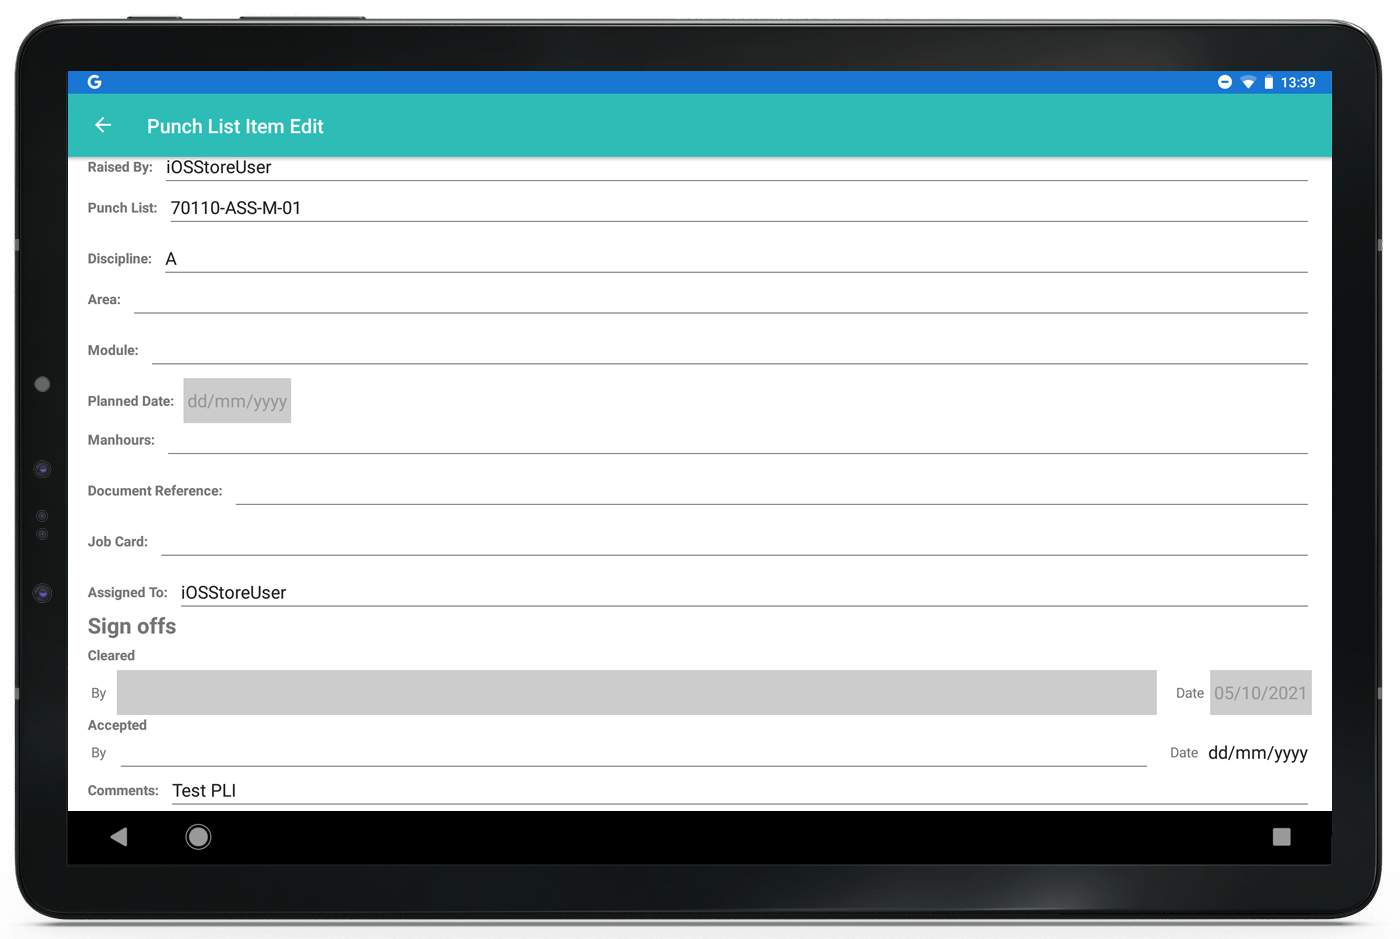 G 13:39
Punch List Item Edit
Raised By: iOSStoreUser
Punch List: 70110-ASS-M-01
Discipline: A
Area:
Module:
Planned Date: dd/mm/yyyy
Manhours:
Document Reference:
Job Card:
Assigned To: iOSStoreUser
Sign offs
Cleared
By Date 05/10/2021
Accepted
By Date dd/mm/yyyy
Comments: Test PLI